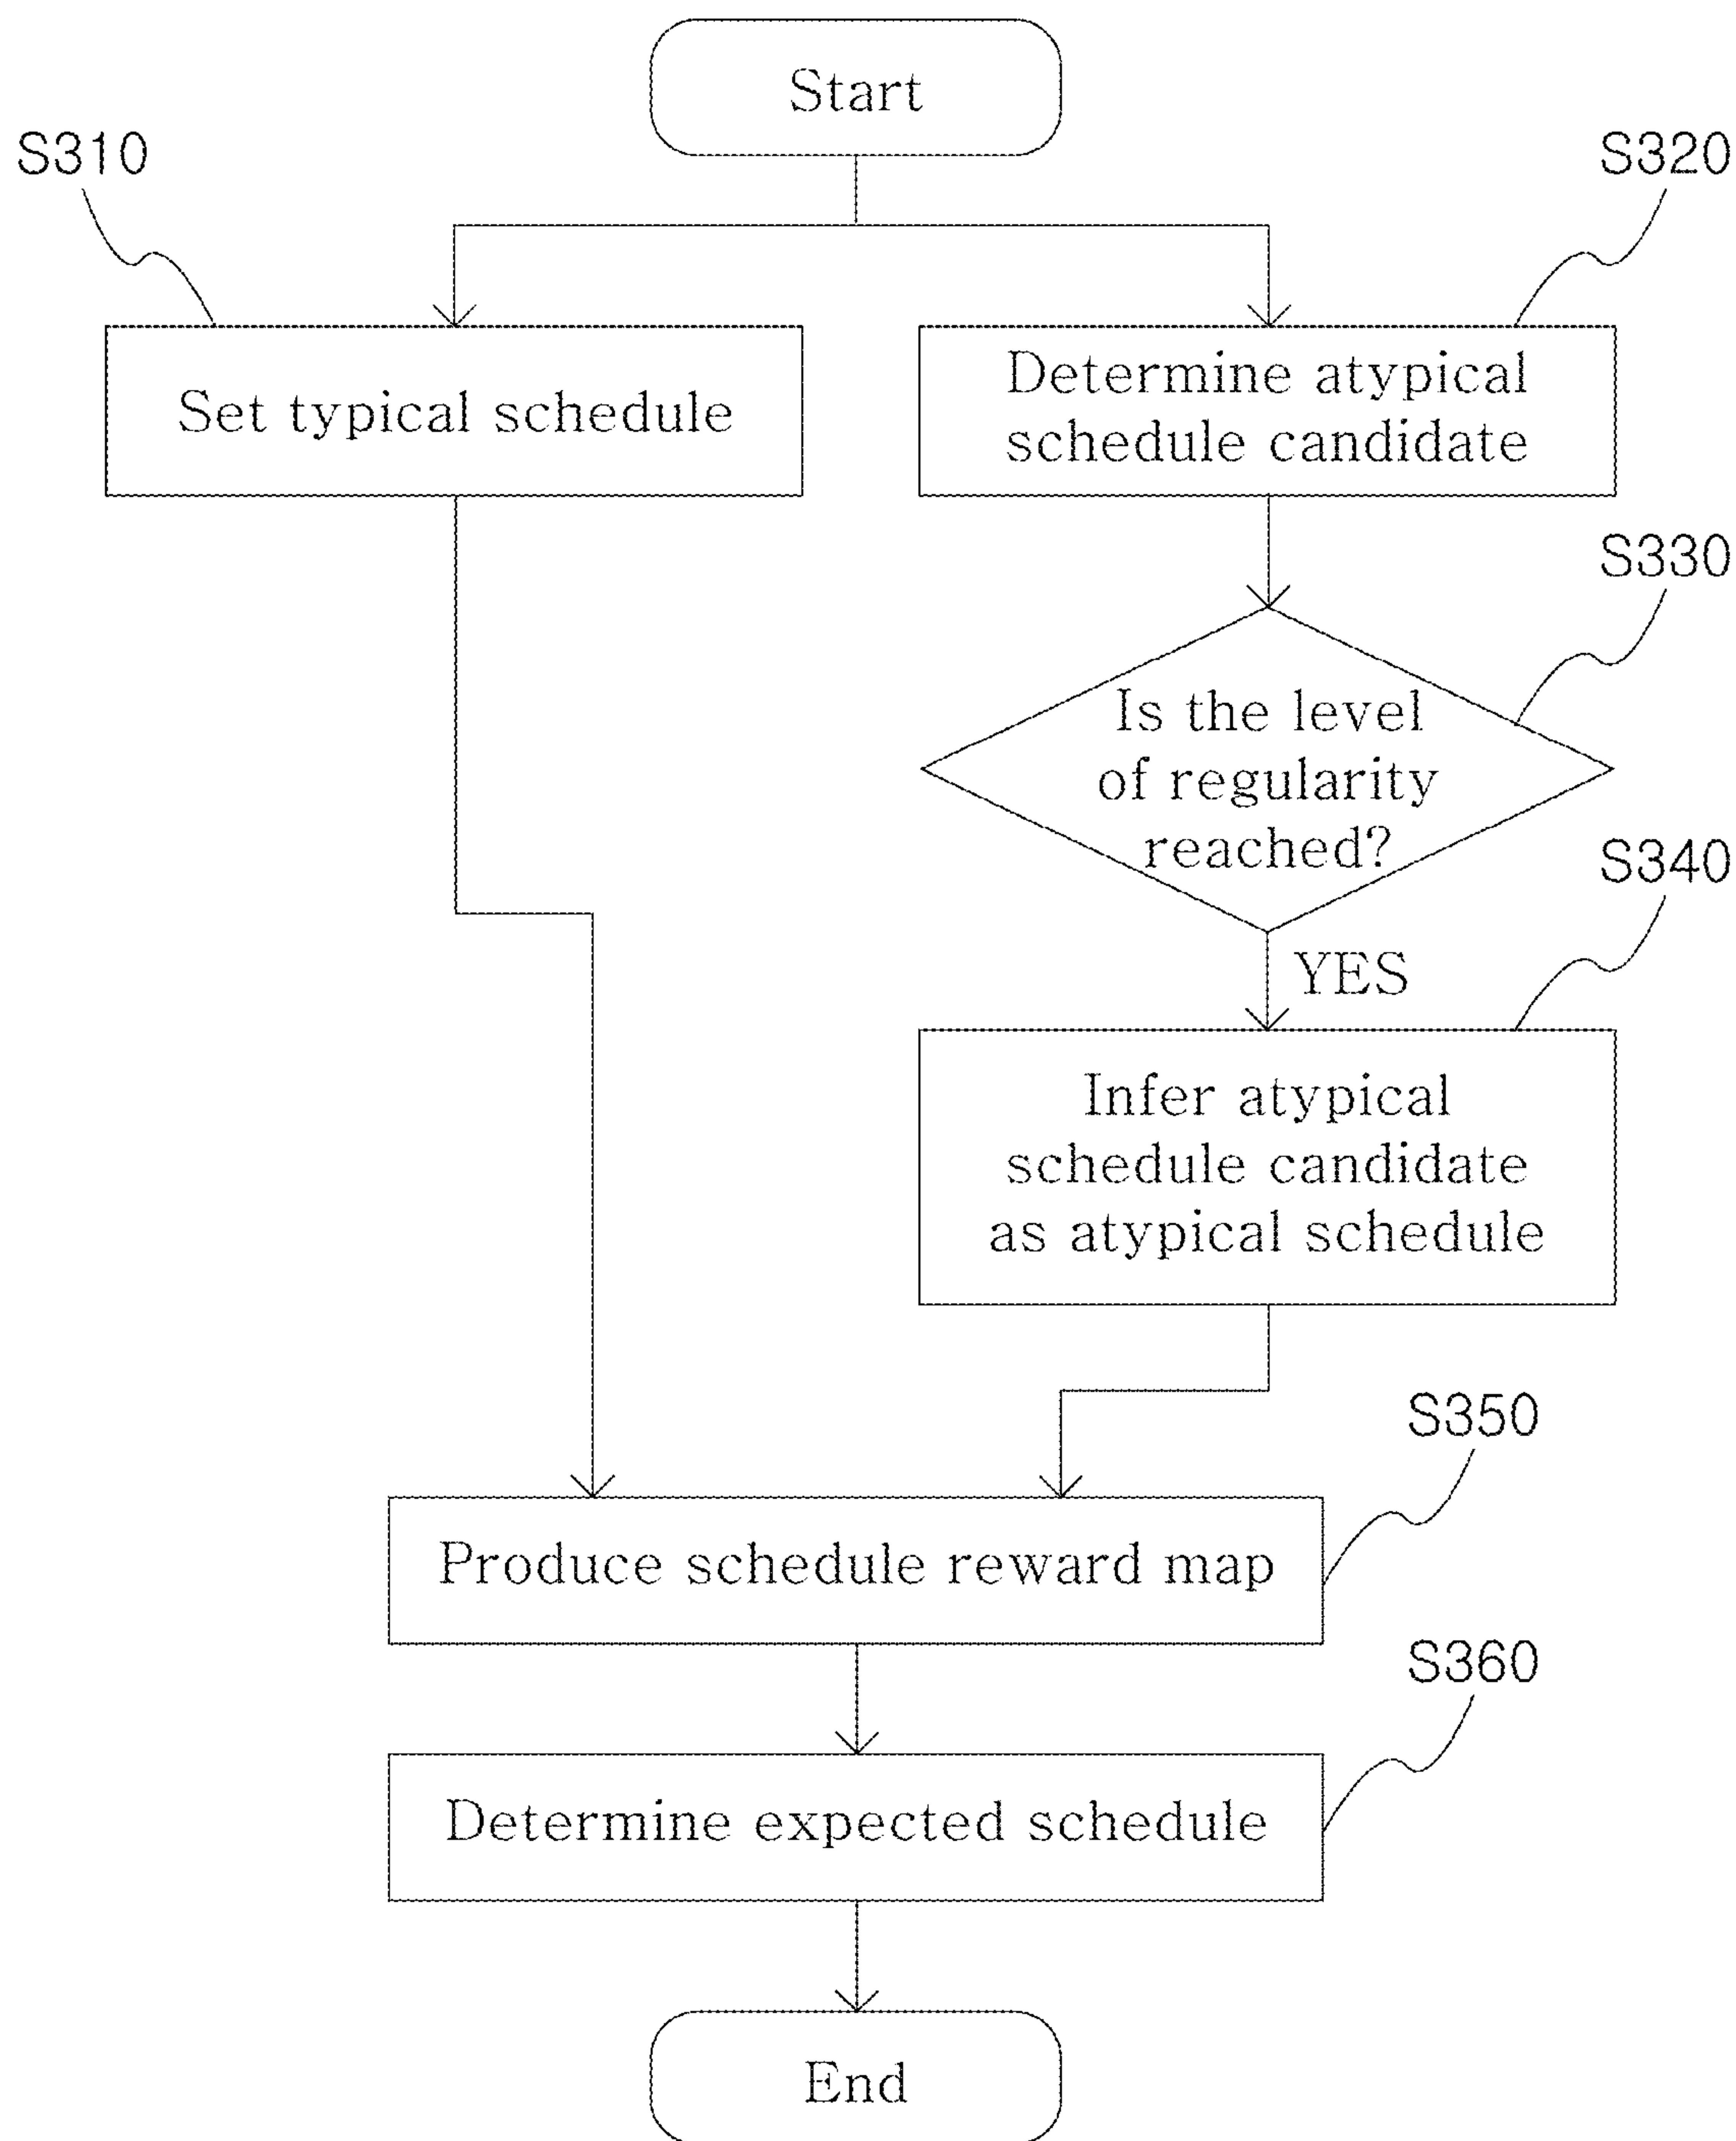 Start
S310
S320
Set typical schedule
Determine atypical
schedule candidate
S330
Is the level
of regularity
reached?
S340
YES
Infer atypical
schedule candidate
as atypical schedule
S350
Produce schedule reward map
S360
Determine expected schedule
End